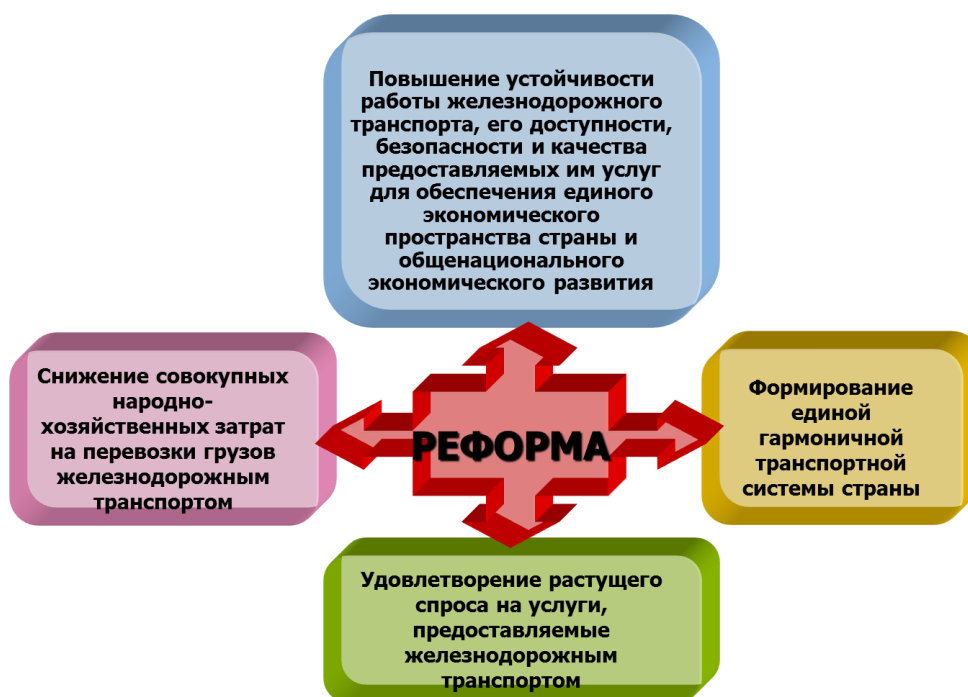 Повышение устойчивости
работы железнодорожного
транспорта, его доступности,
безопасности и качества
предоставляемых им услуг
для обеспечения единого
экономического
пространства страны и
общенационального
экономического развития
Снижение совокупных
народно-
хозяйственных затрат
на перевозки грузов
железнодорожным
транспортом
РЕФОРМА
Формирование
единой
гармоничной
транспортной
системы страны
Удовлетворение растущего
спроса на услуги,
предоставляемые
железнодорожным
транспортом